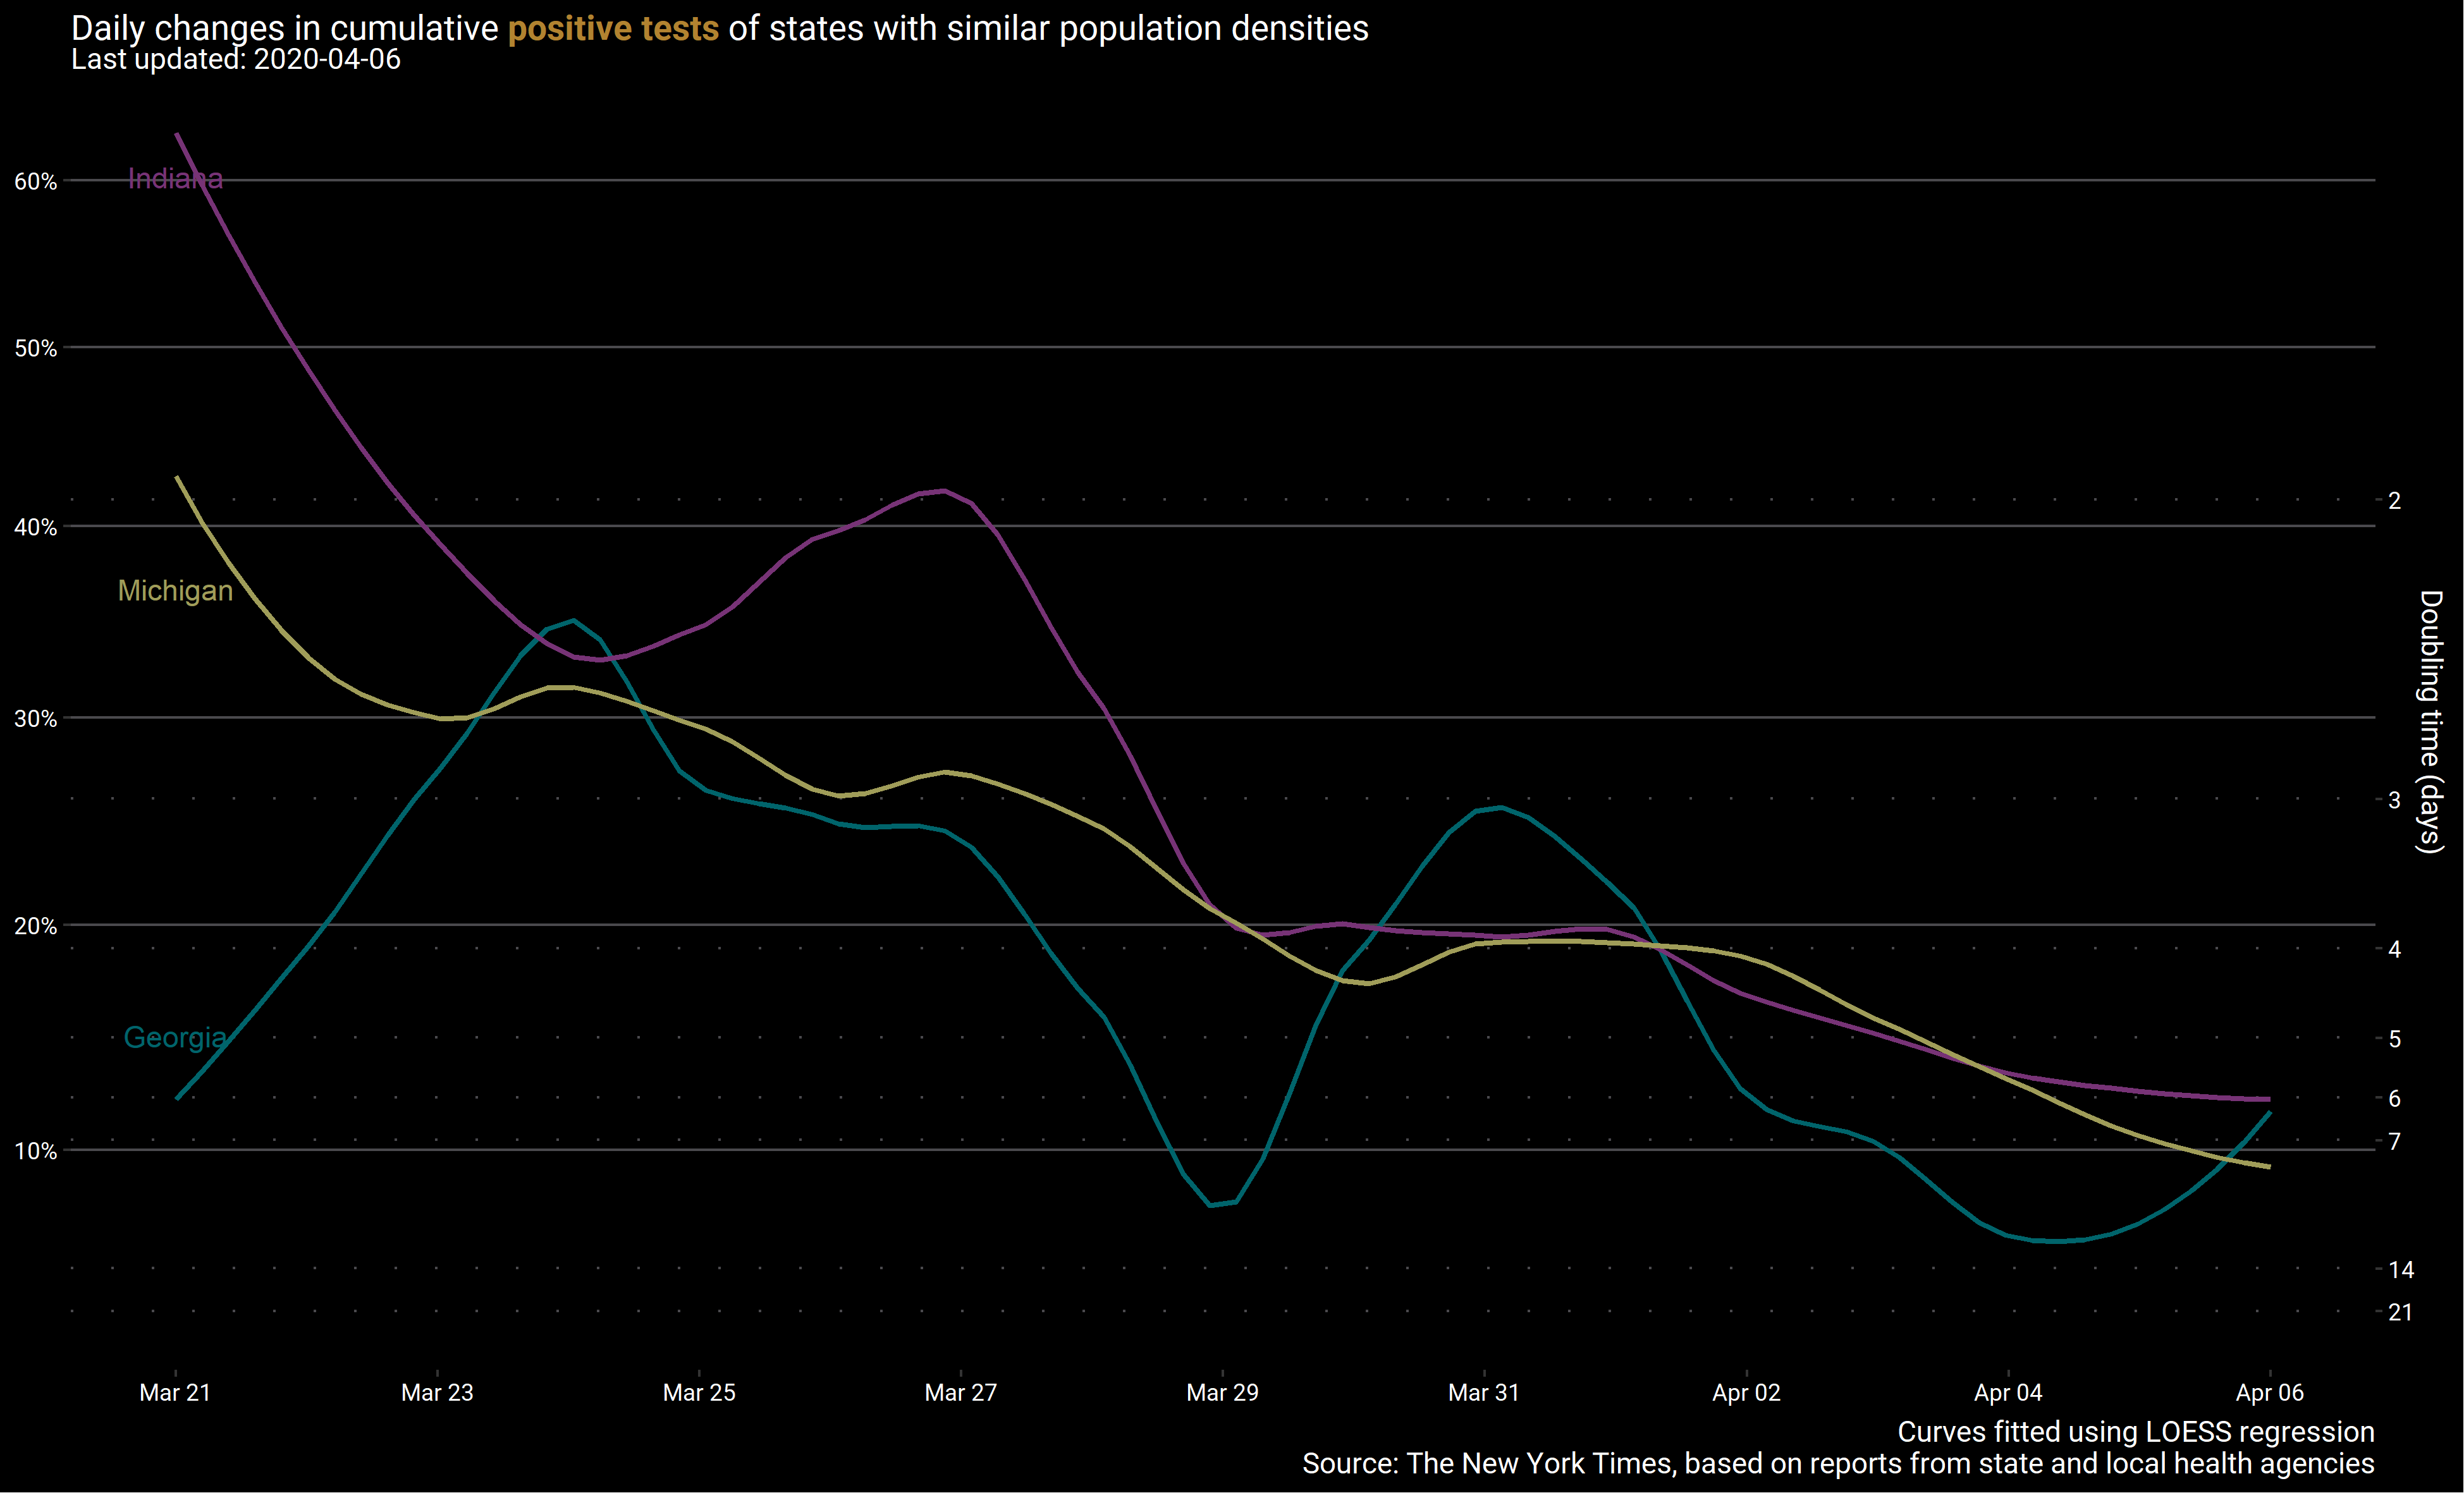 Daily changes in cumulative positive tests of states with similar population densities
Last updated: 2020-04-06
Indiana
60%
50%
2
40%
Michigan
Doubling time (days)
30%
3
20%
4
Georgia
5
6
7
10%
14
21
Mar 21 Mar 23 Mar 25 Mar 27 Mar 29 Mar 31 Apr 02 Apr 04 Apr 06
Curves fitted using LOESS regression
Source: The New York Times, based on reports from state and local health agencies